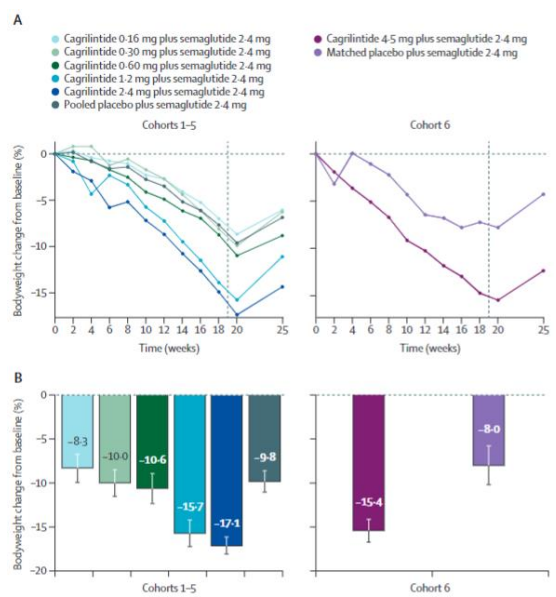 A
Cagrilintide 0·16 mg plus semaglutide 2·4 mg
Cagrilintide 0·30 mg plus semaglutide 2·4 mg
Cagrilintide 0·60 mg plus semaglutide 2·4 mg
Cagrilintide 1·2 mg plus semaglutide 2·4 mg
Cagrilintide 2·4 mg plus semaglutide 2·4 mg
Pooled placebo plus semaglutide 2·4 mg
Cagrilintide 4·5 mg plus semaglutide 2·4 mg
Matched placebo plus semaglutide 2·4 mg
Cohorts 1–5
Cohort 6
Bodyweight change from baseline (%)
0
–5
–10
–15
0 2 4 6 8 10 12 14 16 18 20 25
Time (weeks)
0 2 4 6 8 10 12 14 16 18 20 25
Time (weeks)
B
Bodyweight change from baseline (%)
0
–5
–10
–15
–20
–8·3
–10·0
–10·6
–15·7
–17·1
–9·8
–15·4
–8·0
Cohorts 1–5
Cohort 6